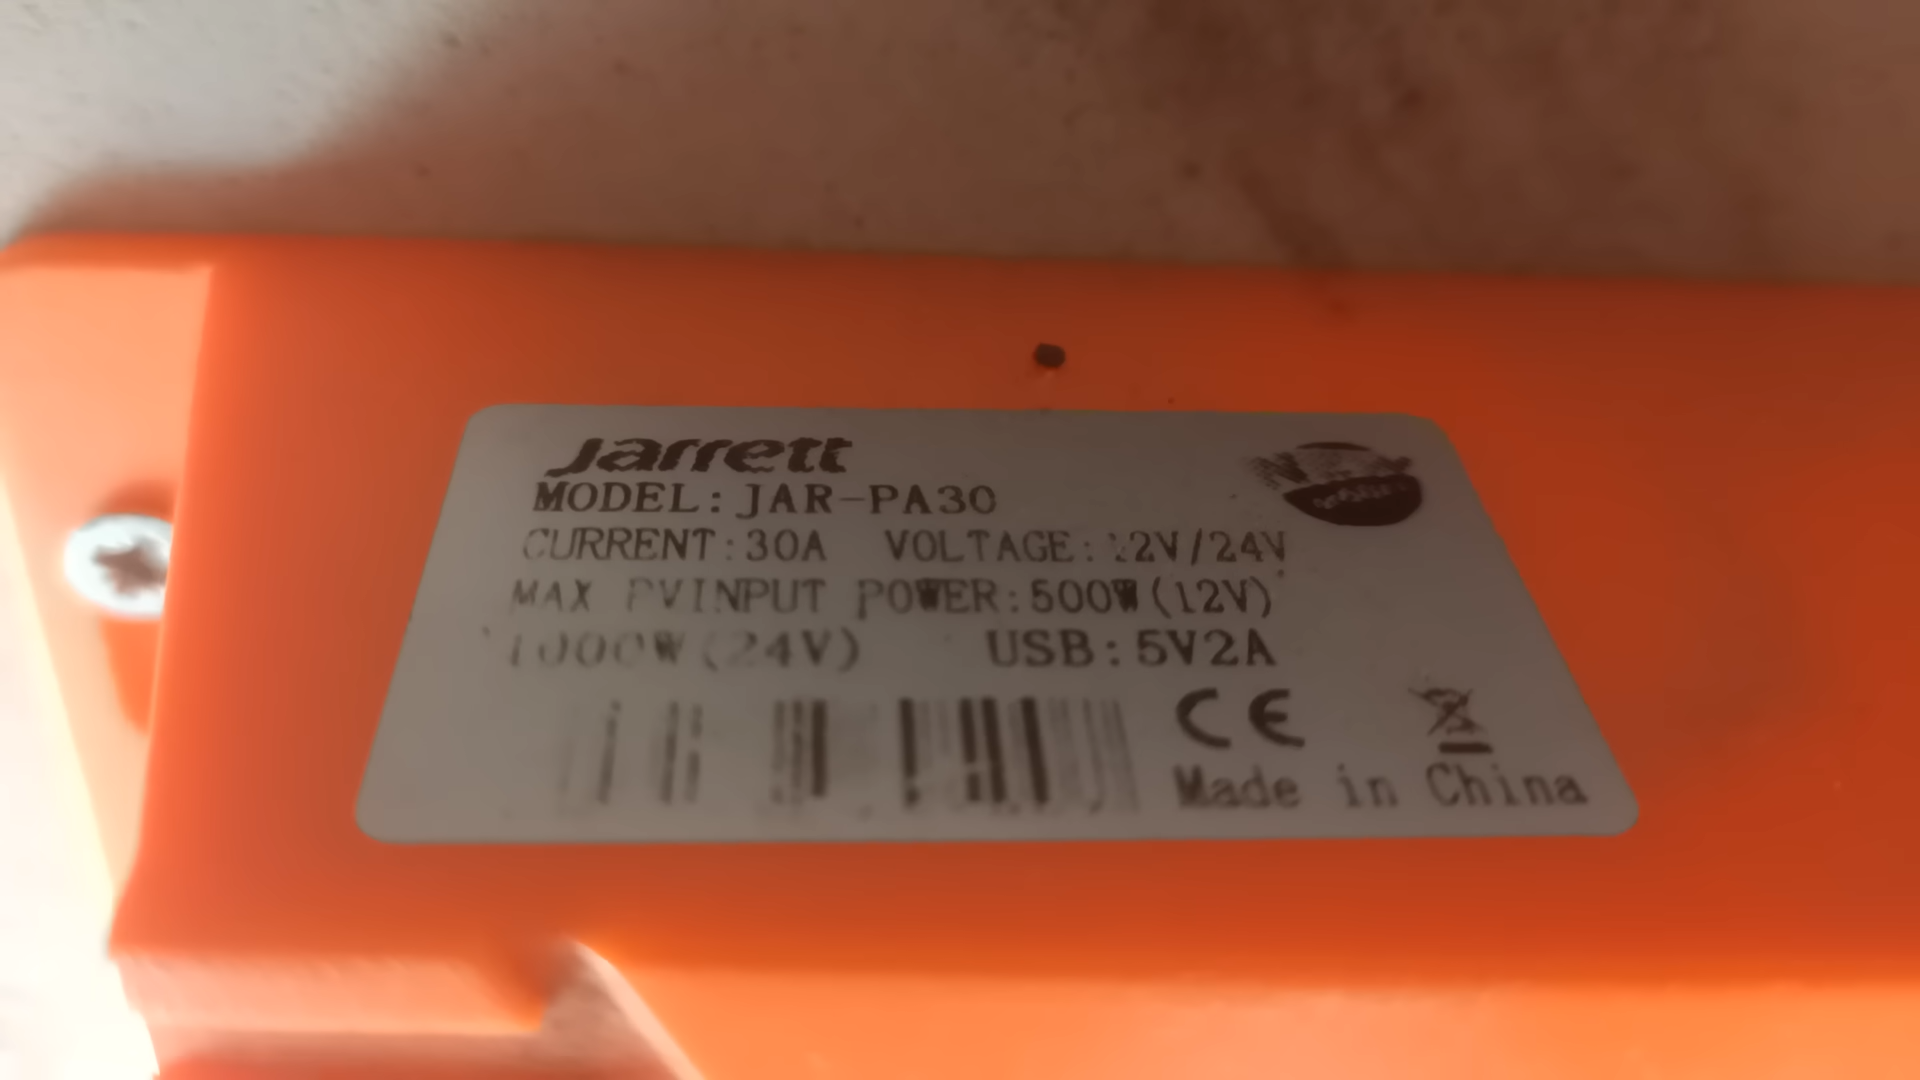 Jarrett
MODEL:JAR-PA30
CURRENT:30A VOLTAGE:12V/24V
MAX PVINPUT POWER:500W(12V)
1000W(24V) USB:5V2A
CE
Made in China